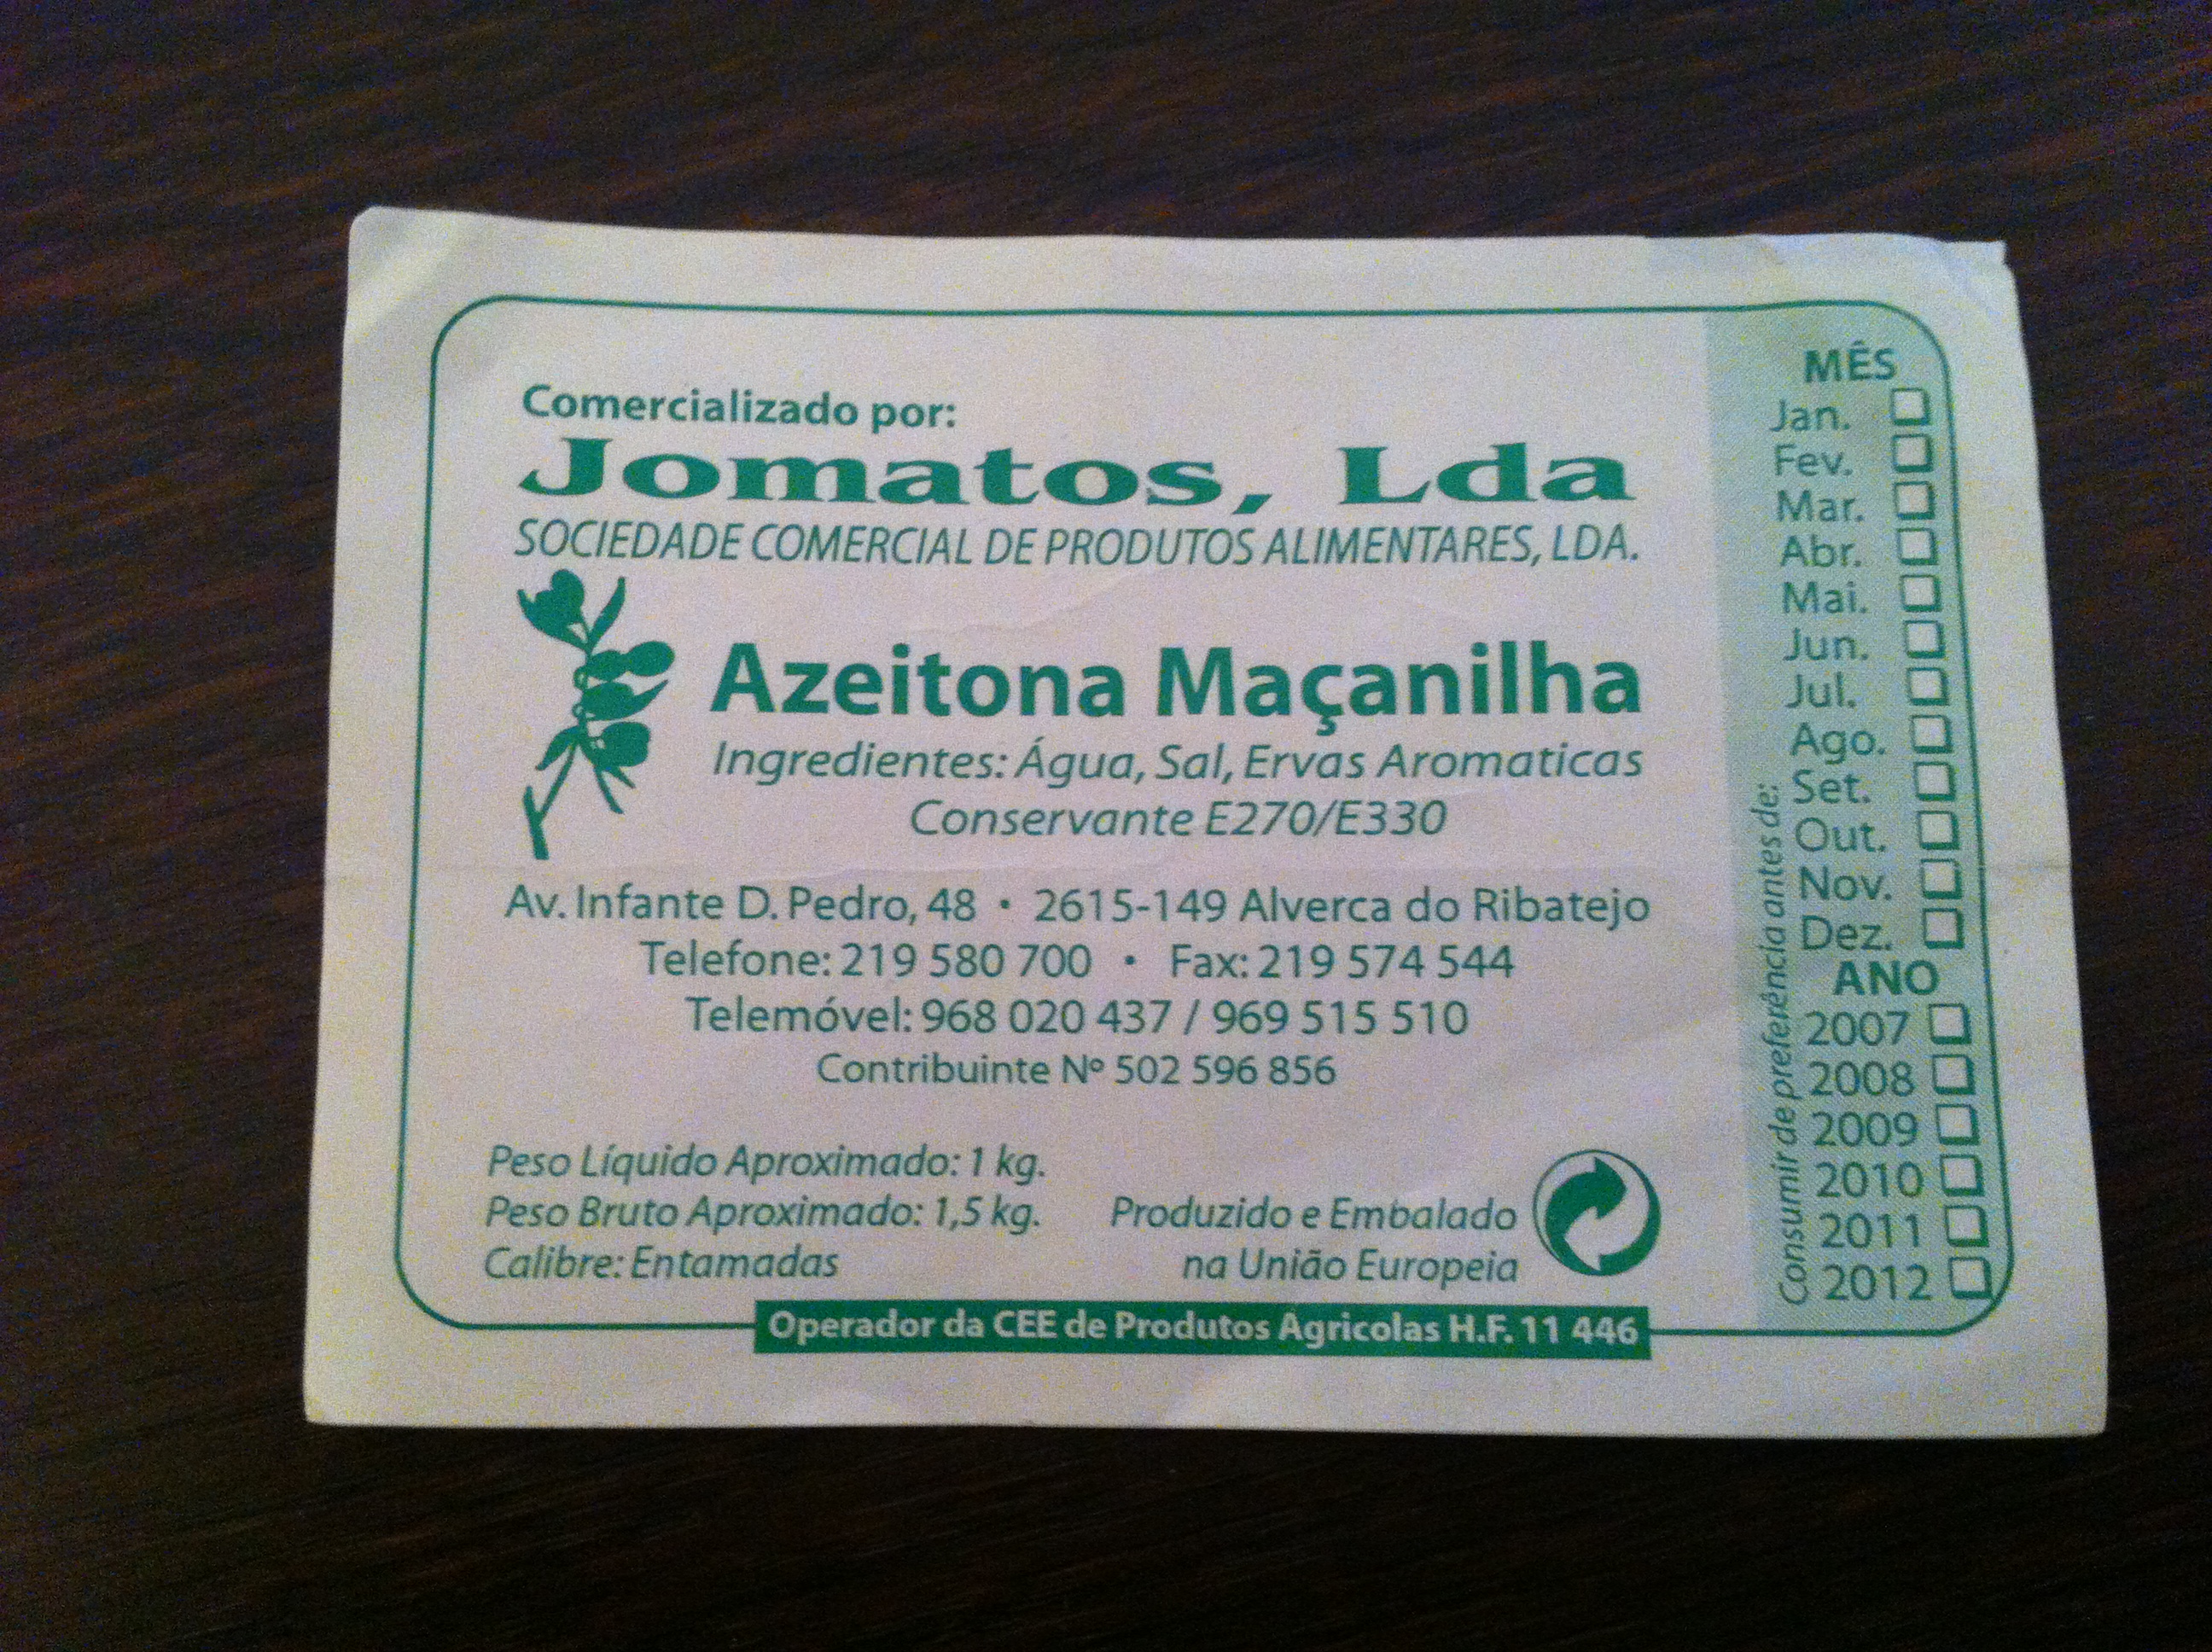 Comercializado por:
Jomatos, Lda
SOCIEDADE COMERCIAL DE PRODUTOS ALIMENTARES, LDA.
Azeitona Maçanilha
Ingredientes: Água, Sal, Ervas Aromaticas
Conservante E270/E330
Av. Infante D. Pedro, 48 • 2615-149 Alverca do Ribatejo
Telefone: 219 580 700 • Fax: 219 574 544
Telemóvel: 968 020 437 / 969 515 510
Contribuinte Nº 502 596 856
Peso Líquido Aproximado: 1 kg.
Peso Bruto Aproximado: 1,5 kg.
Calibre: Entamadas
Produzido e Embalado
na União Europeia
Operador da CEE de Produtos Agricolas H.F. 11 446
Consumir de preferência antes de:
MÊS
Jan.
Fev.
Mar.
Abr.
Mai.
Jun.
Jul.
Ago.
Set.
Out.
Nov.
Dez.
ANO
2007
2008
2009
2010
2011
2012